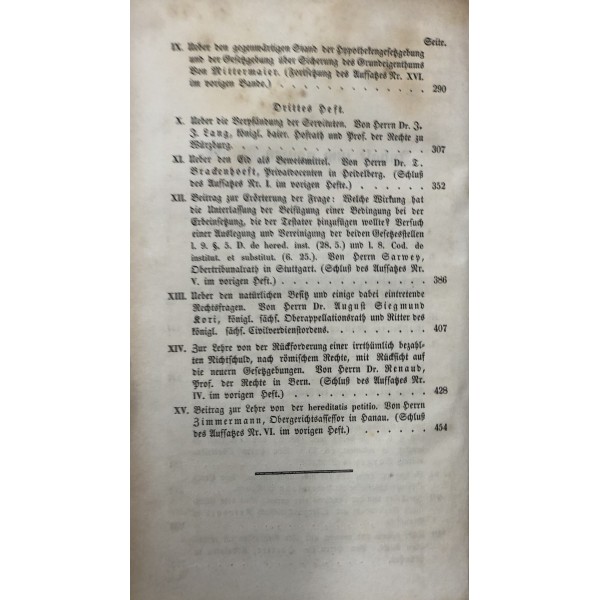 Seite.
IX. Ueber den gegenwärtigen Stand der Hypothekengesetzgebung
und der Gesetzgebung über Sicherung des Grundeigenthums
Von Mittermaier. (Fortsetzung des Aufsatzes Nr. XVI.
im vorigen Bande.) . . . . . . . . . . . . 290
Drittes Heft.
X. Ueber die Verpfändung der Servituten. Von Herrn Dr. J.
J. Lang, königl. baier. Hofrath und Prof. der Rechte zu
Würzburg. . . . . . . . . . . . . . 307
XI. Ueber den Eid als Beweismittel. Von Herrn Dr. T.
Brackenhoeft, Privatdocenten in Heidelberg. (Schluß
des Aufsatzes Nr. I. im vorigen Hefte.) . . . . . . 352
XII. Beitrag zur Erörterung der Frage: Welche Wirkung hat
die Unterlassung der Beifügung einer Bedingung bei der
Erbeinsetzung, die der Testator hinzufügen wollte? Versuch
einer Auslegung und Vereinigung der beiden Gesetzesstellen
l. 9. §. 5. D. de hered. inst. (28, 5.) und l. 8. Cod. de
institut. et substitut. (6. 25.). Von Herrn Sarwey,
Obertribunalrath in Stuttgart. (Schluß des Aufsatzes Nr.
V. im vorigen Heft.) . . . . . . . . . . . 386
XIII. Ueber den natürlichen Besitz und einige dabei eintretende
Rechtsfragen. Von Herrn Dr. August Siegmund
Kori, königl. sächs. Oberappellationsrath und Ritter des
königl. sächs. Civilverdienstordens. . . . . . . . 407
XIV. Zur Lehre von der Rückforderung einer irrthümlich bezahlten
Nichtschuld, nach römischem Rechte, mit Rücksicht auf
die neuern Gesetzgebungen. Von Herrn Dr. Renaud,
Prof. der Rechte in Bern. (Schluß des Aufsatzes Nr.
IV. im vorigen Heft.) . . . . . . . . . . 428
XV. Beitrag zur Lehre von der hereditatis petitio. Von Herrn
Zimmermann, Obergerichtsassessor in Hanau. (Schluß
des Aufsatzes Nr. VI. im vorigen Heft.) . . . . . . 454